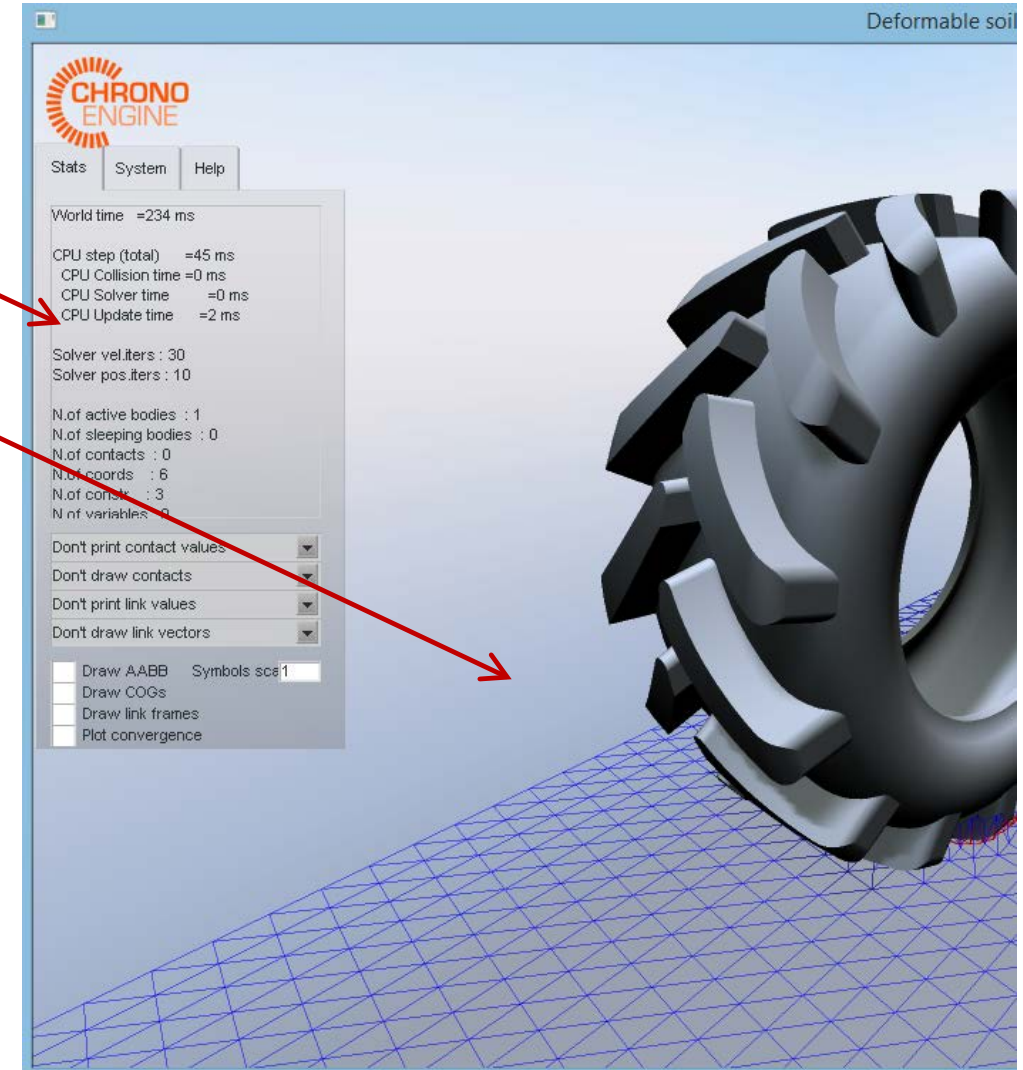 Deformable soil
CHRONO
ENGINE
Stats System Help
World time =234 ms
CPU step (total) =45 ms
CPU Collision time =0 ms
CPU Solver time =0 ms
CPU Update time =2 ms
Solver vel.iters : 30
Solver pos.iters : 10
N.of active bodies : 1
N.of sleeping bodies : 0
N.of contacts : 0
N.of coords : 6
N.of constr. : 3
N.of variables
Don't print contact values
Don't draw contacts
Don't print link values
Don't draw link vectors
Draw AABB Symbols sca 1
Draw COGs
Draw link frames
Plot convergence